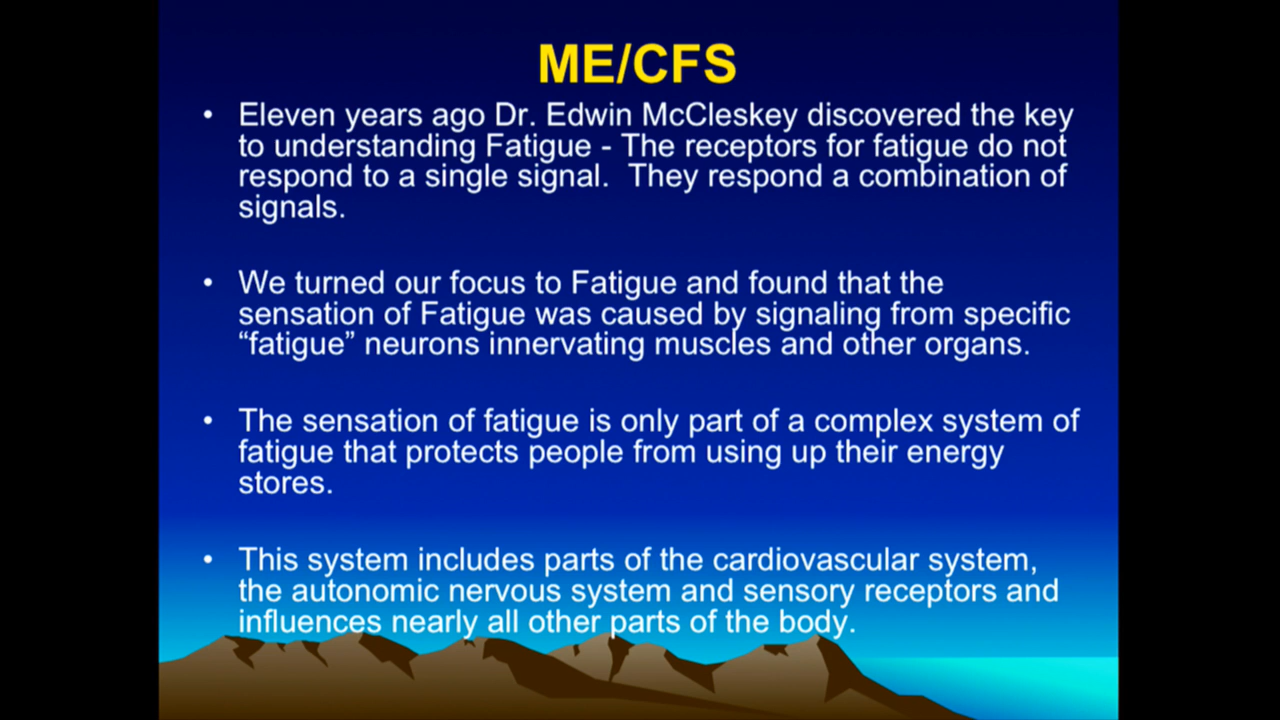 ME/CFS
• Eleven years ago Dr. Edwin McCleskey discovered the key
to understanding Fatigue - The receptors for fatigue do not
respond to a single signal.  They respond a combination of
signals.
• We turned our focus to Fatigue and found that the
sensation of Fatigue was caused by signaling from specific
“fatigue” neurons innervating muscles and other organs.
• The sensation of fatigue is only part of a complex system of
fatigue that protects people from using up their energy
stores.
• This system includes parts of the cardiovascular system,
the autonomic nervous system and sensory receptors and
influences nearly all other parts of the body.